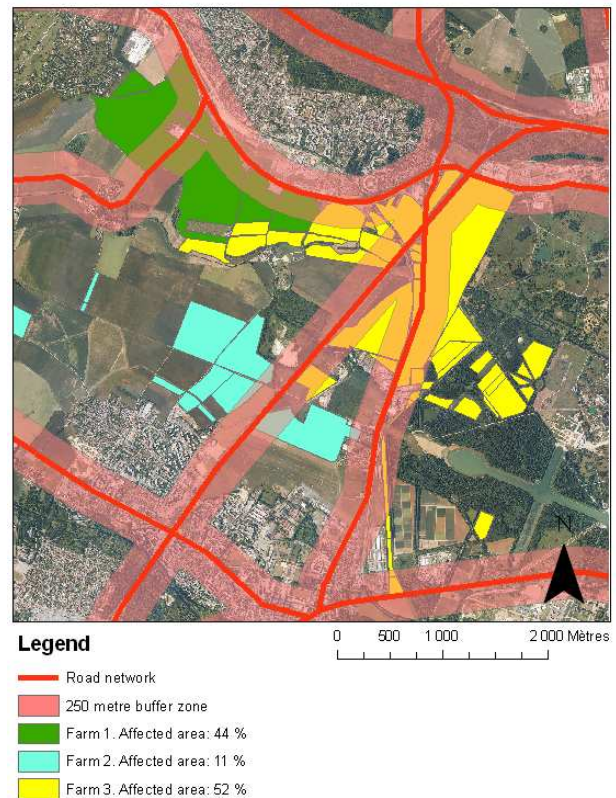 N
0 500 1 000 2 000 Mètres
Legend
Road network
250 metre buffer zone
Farm 1. Affected area: 44 %
Farm 2. Affected area: 11 %
Farm 3. Affected area: 52 %